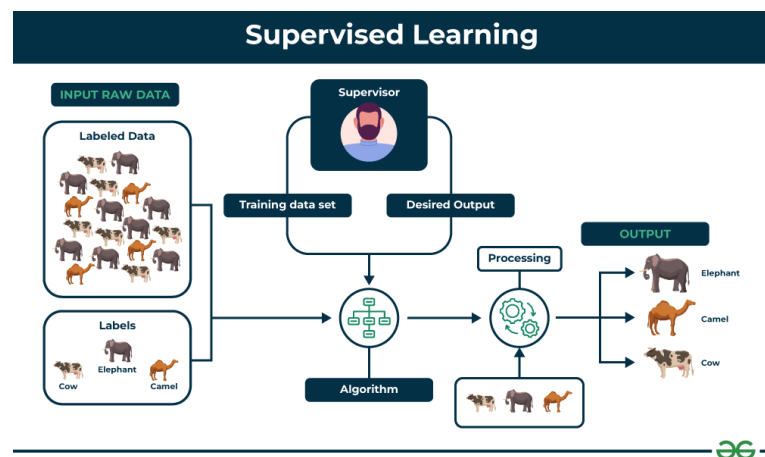 Supervised Learning
INPUT RAW DATA
Labeled Data
Supervisor
Training data set
Desired Output
Labels
Cow
Elephant
Camel
Algorithm
Processing
OUTPUT
Elephant
Camel
Cow